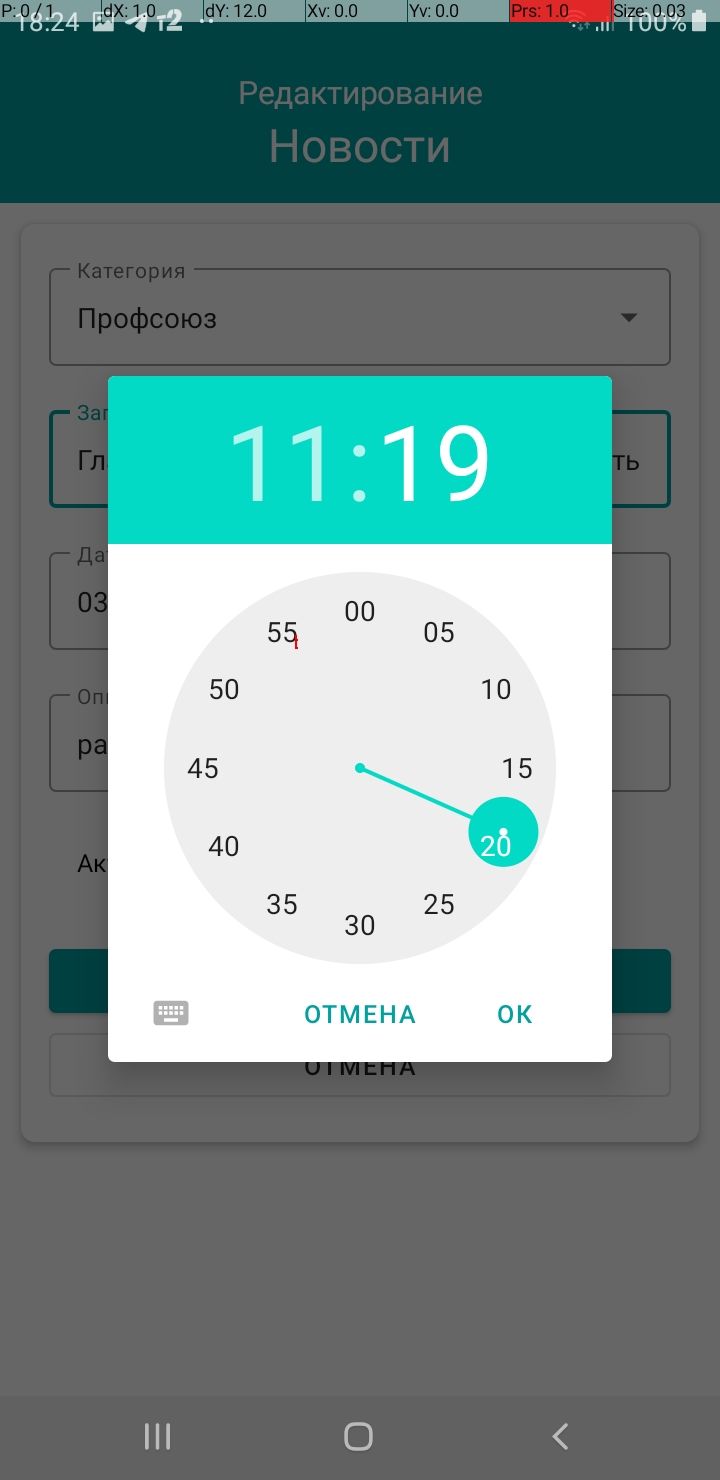 P: 0 / 1 dX: 1.0 dY: 12.0 Xv: 0.0 Yv: 0.0 Prs: 1.0 Size: 0.03
18:24 т2 100%
Редактирование
Новости
Категория
Профсоюз
11:19
00
55 05
50 10
45 15
40 20
35 25
30
ОТМЕНА ОК
ОТМЕНА